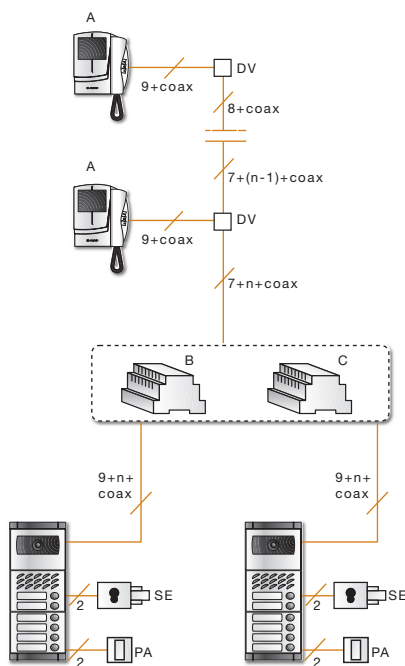 A
DV
9+coax
8+coax
7+(n-1)+coax
A
DV
9+coax
7+n+coax
B
C
9+n+
coax
9+n+
coax
SE
2
PA
2
SE
2
PA
2